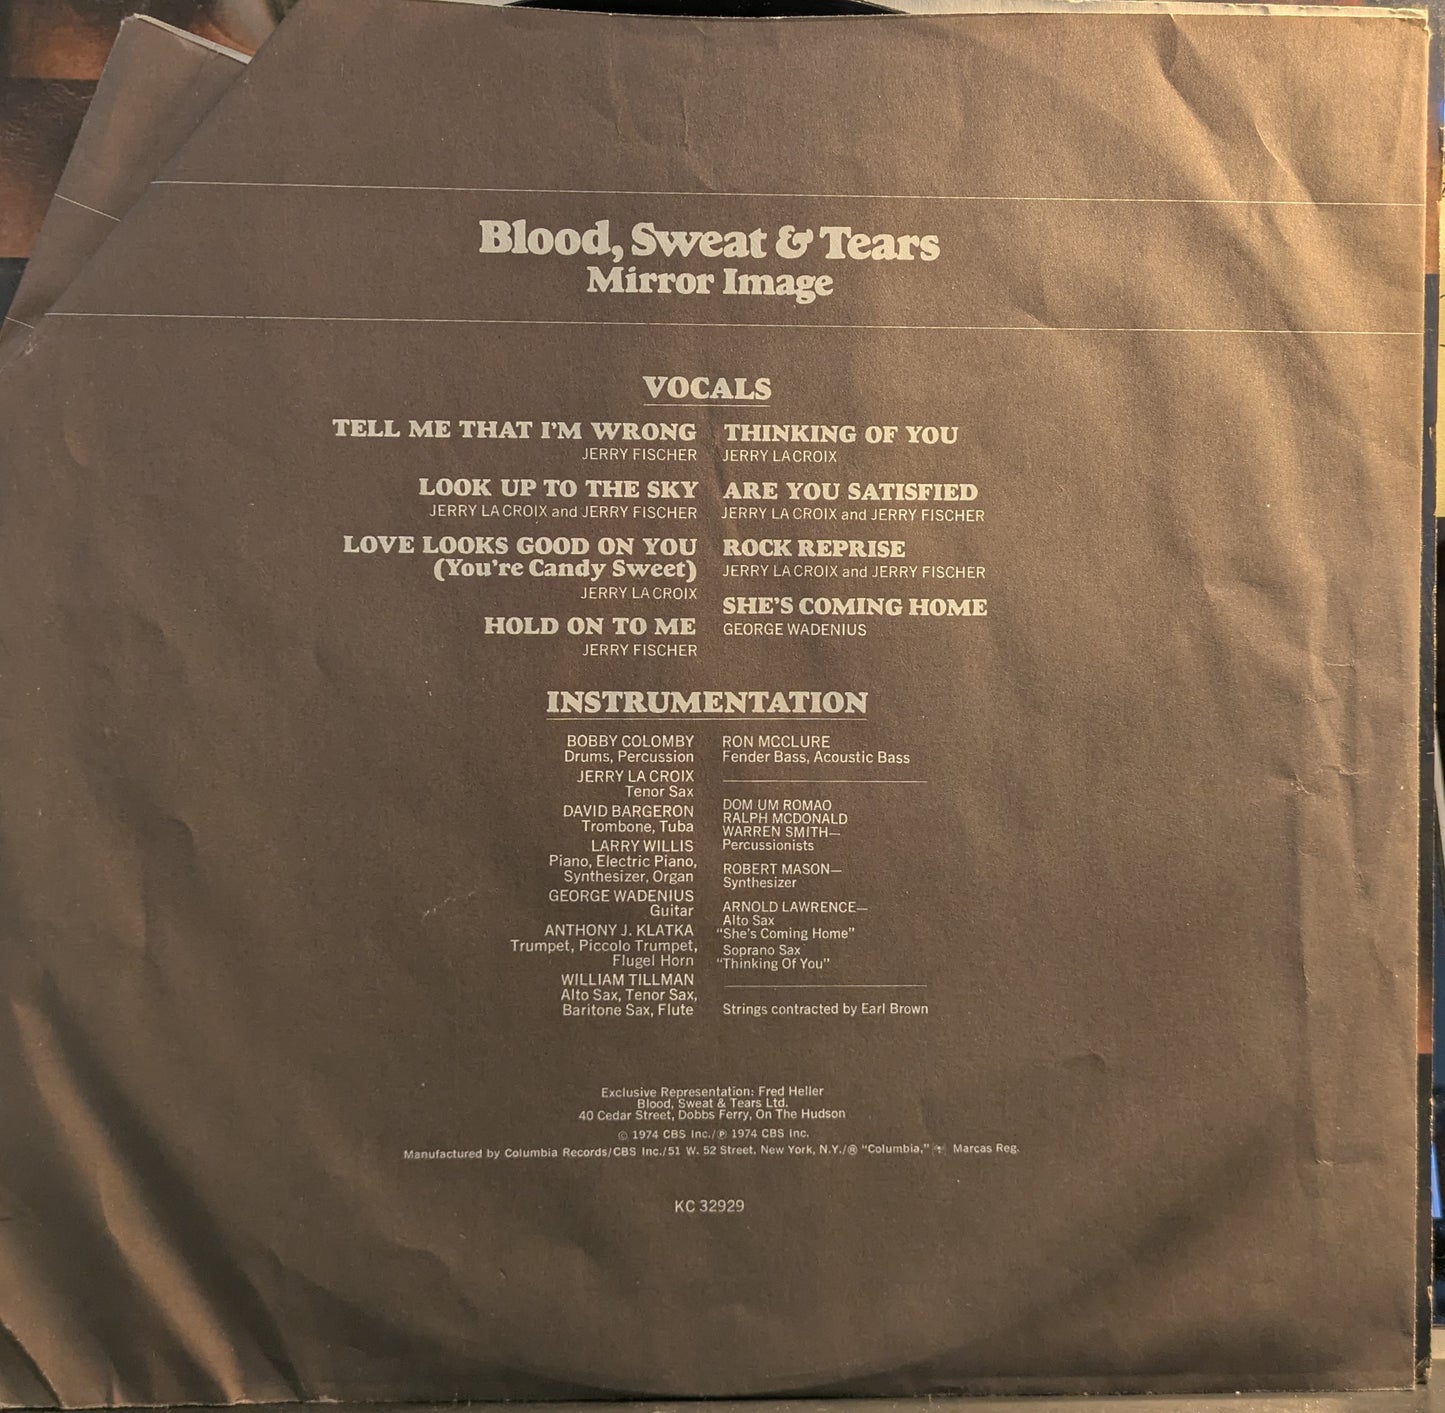 Blood, Sweat & Tears
Mirror Image
VOCALS
TELL ME THAT I'M WRONG
JERRY FISCHER
LOOK UP TO THE SKY
JERRY LA CROIX and JERRY FISCHER
LOVE LOOKS GOOD ON YOU
(You're Candy Sweet)
JERRY LA CROIX
HOLD ON TO ME
JERRY FISCHER
THINKING OF YOU
JERRY LACROIX
ARE YOU SATISFIED
JERRY LA CROIX and JERRY FISCHER
ROCK REPRISE
JERRY LA CROIX and JERRY FISCHER
SHE'S COMING HOME
GEORGE WADENIUS
INSTRUMENTATION
BOBBY COLOMBY
Drums, Percussion
JERRY LA CROIX
Tenor Sax
DAVID BARGERON
Trombone, Tuba
LARRY WILLIS
Piano, Electric Piano,
Synthesizer, Organ
GEORGE WADENIUS
Guitar
ANTHONY J. KLATKA
Trumpet, Piccolo Trumpet,
Flugel Horn
WILLIAM TILLMAN
Alto Sax, Tenor Sax,
Baritone Sax, Flute
RON MCCLURE
Fender Bass, Acoustic Bass
DOM UM ROMAO
RALPH MCDONALD
WARREN SMITH—
Percussionists
ROBERT MASON—
Synthesizer
ARNOLD LAWRENCE—
Alto Sax
"She's Coming Home"
Soprano Sax
"Thinking Of You"
Strings contracted by Earl Brown
Exclusive Representation: Fred Heller
Blood, Sweat & Tears Ltd.
40 Cedar Street, Dobbs Ferry, On The Hudson
© 1974 CBS Inc./℗ 1974 CBS Inc.
Manufactured by Columbia Records/CBS Inc./51 W. 52 Street, New York, N.Y./® "Columbia," Marcas Reg.
KC 32929